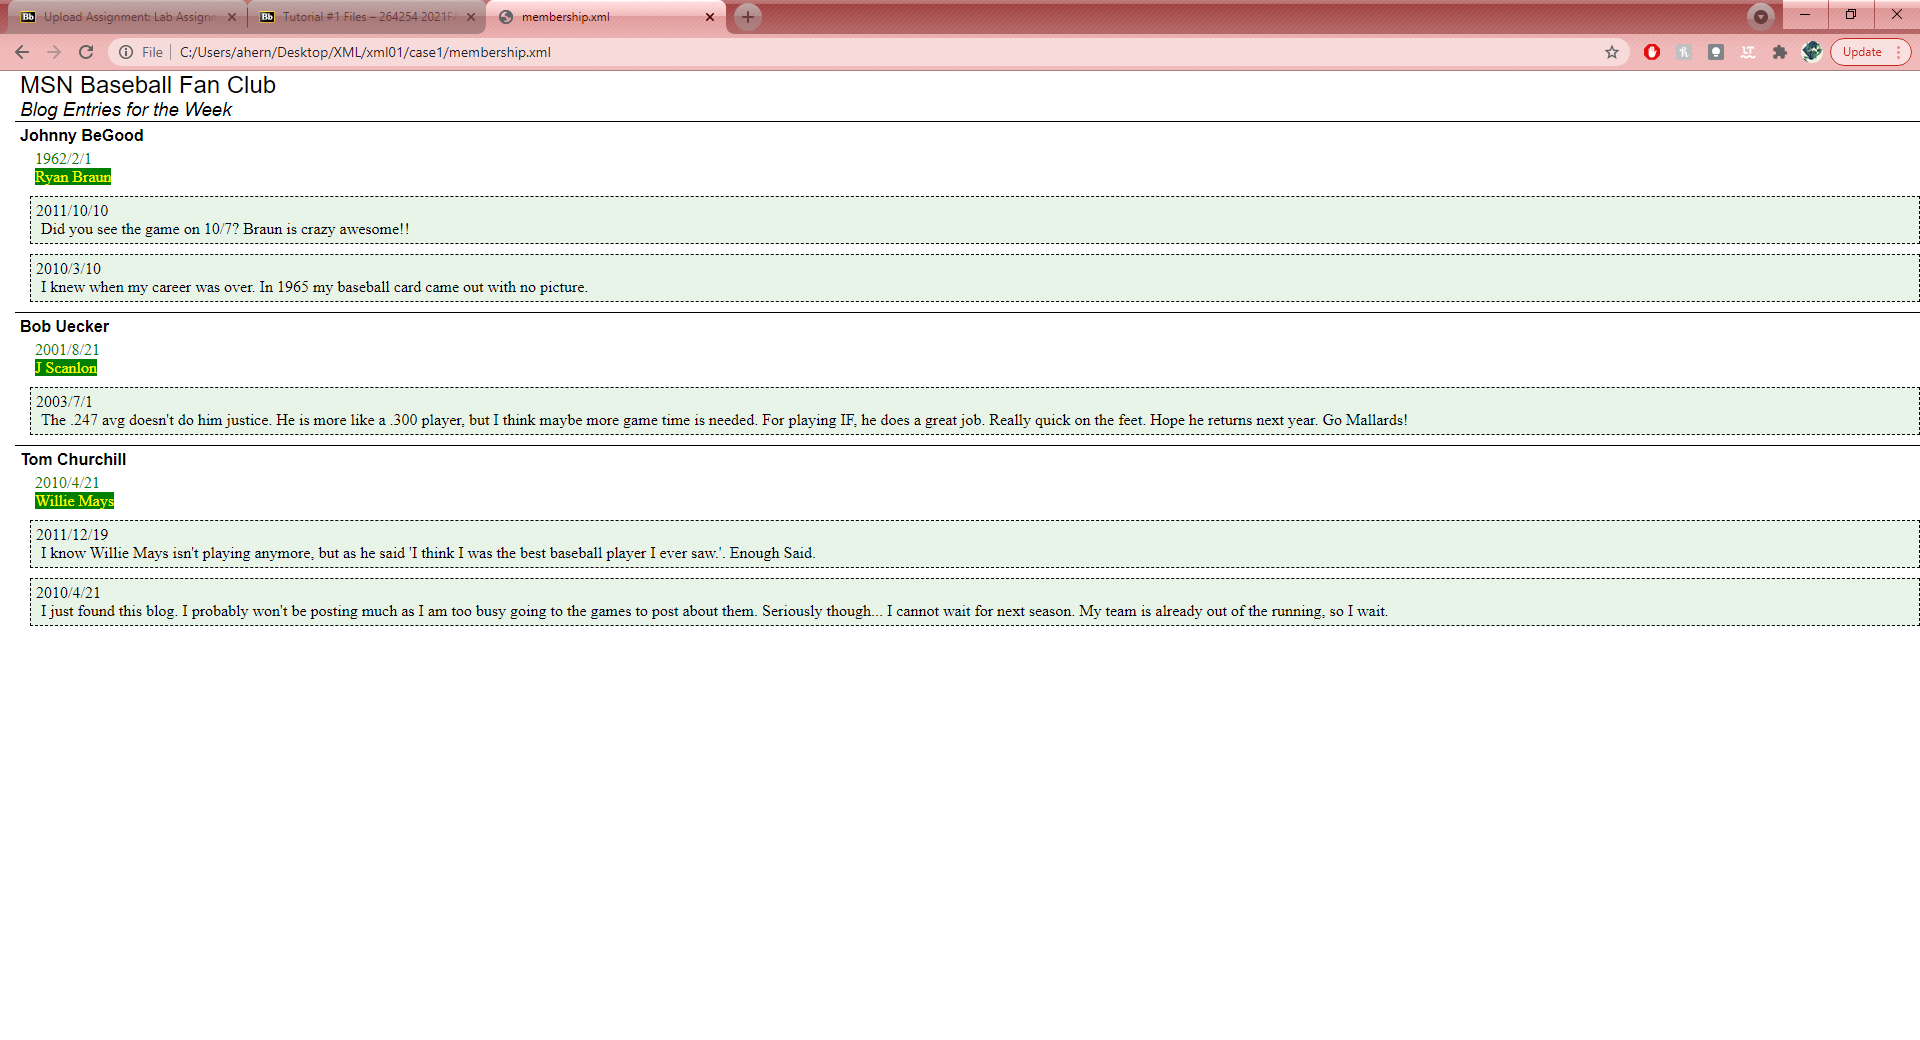 Upload Assignment: Lab Assignm
Tutorial #1 Files – 264254 2021F
membership.xml
File
C:/Users/ahern/Desktop/XML/xml01/case1/membership.xml
Update
MSN Baseball Fan Club
Blog Entries for the Week
Johnny BeGood
1962/2/1
Ryan Braun
2011/10/10
Did you see the game on 10/7? Braun is crazy awesome!!
2010/3/10
I knew when my career was over. In 1965 my baseball card came out with no picture.
Bob Uecker
2001/8/21
J Scanlon
2003/7/1
The .247 avg doesn't do him justice. He is more like a .300 player, but I think maybe more game time is needed. For playing IF, he does a great job. Really quick on the feet. Hope he returns next year. Go Mallards!
Tom Churchill
2010/4/21
Willie Mays
2011/12/19
I know Willie Mays isn't playing anymore, but as he said 'I think I was the best baseball player I ever saw.'. Enough Said.
2010/4/21
I just found this blog. I probably won't be posting much as I am too busy going to the games to post about them. Seriously though... I cannot wait for next season. My team is already out of the running, so I wait.